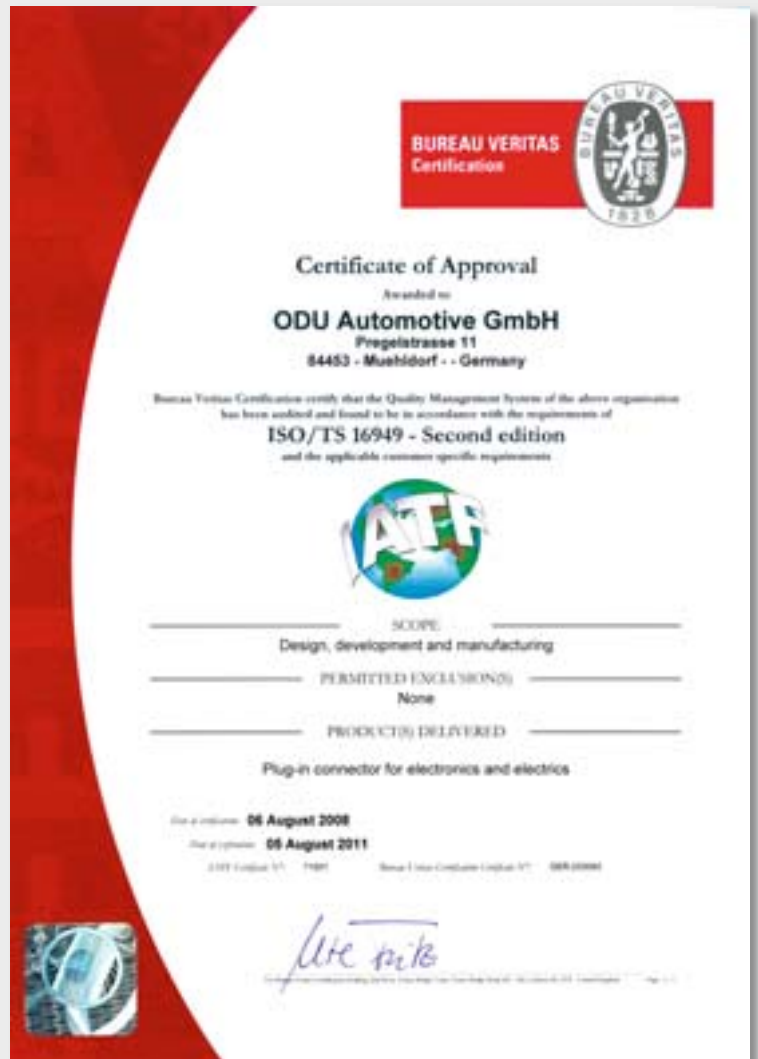 BUREAU VERITAS
Certification
BUREAU VERITAS
1828
Certificate of Approval
Awarded to
ODU Automotive GmbH
Pregelstrasse 11
84453 - Muehldorf - - Germany
Bureau Veritas Certification certify that the Quality Management System of the above organisation
has been audited and found to be in accordance with the requirements of
ISO/TS 16949 - Second edition
and the applicable customer specific requirements
IATF
SCOPE
Design, development and manufacturing
PERMITTED EXCLUSION(S)
None
PRODUCT(S) DELIVERED
Plug-in connector for electronics and electrics
06 August 2008
05 August 2011